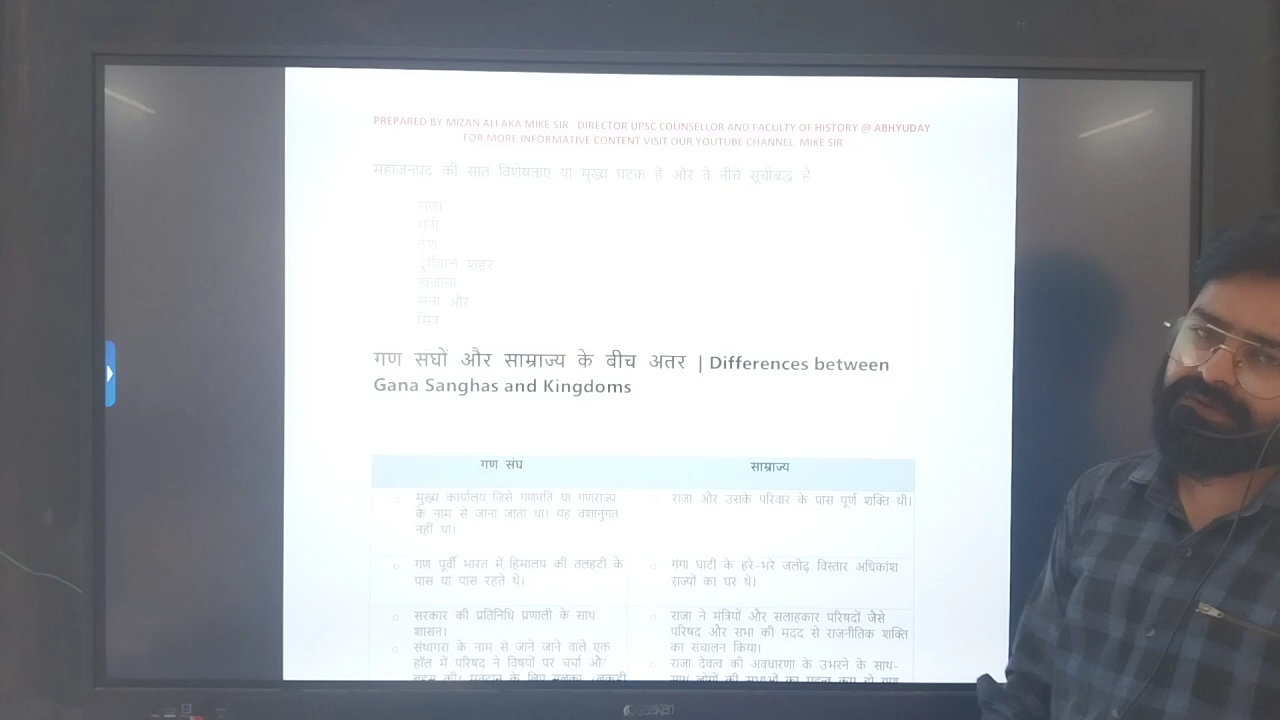 PREPARED BY MIZAN ALI AKA MIKE SIR DIRECTOR UPSC COUNSELLOR AND FACULTY OF HISTORY @ ABHYUDAY
FOR MORE INFORMATIVE CONTENT VISIT OUR YOUTUBE CHANNEL. MIKE SIR
महाजनपद की सात विशेषताए या मुख्य घटक है और वे नीचे सूचीबद्ध है
राजा
मंत्री
देश
दुर्गवाले शहर
खजाना
सेना और
मित्र
गण संघों और साम्राज्य के बीच अतर | Differences between
Gana Sanghas and Kingdoms
गण संघ
साम्राज्य
मुख्य कार्यालय जिसे गणपति या गणराज्य
के नाम से जाना जाता था। यह वंशानुगत
नहीं था।
राजा और उसके परिवार के पास पूर्ण शक्ति थी।
गण पूर्वी भारत में, हिमालय की तलहटी के
पास या पास रहते थे।
गंगा घाटी के हरे-भरे जलोढ़ विस्तार अधिकांश
राज्यों का घर थे।
सरकार की प्रतिनिधि प्रणाली के साथ
शासन।
संथागरा के नाम से जाने जाने वाले एक
हॉल में परिषद ने विषयों पर चर्चा और
राजा ने मंत्रियों और सलाहकार परिषदों जैसे
परिषद और सभा की मदद से राजनीतिक शक्ति
का संचालन किया।
राजा देवत्व की अवधारणा के उभरने के साथ-